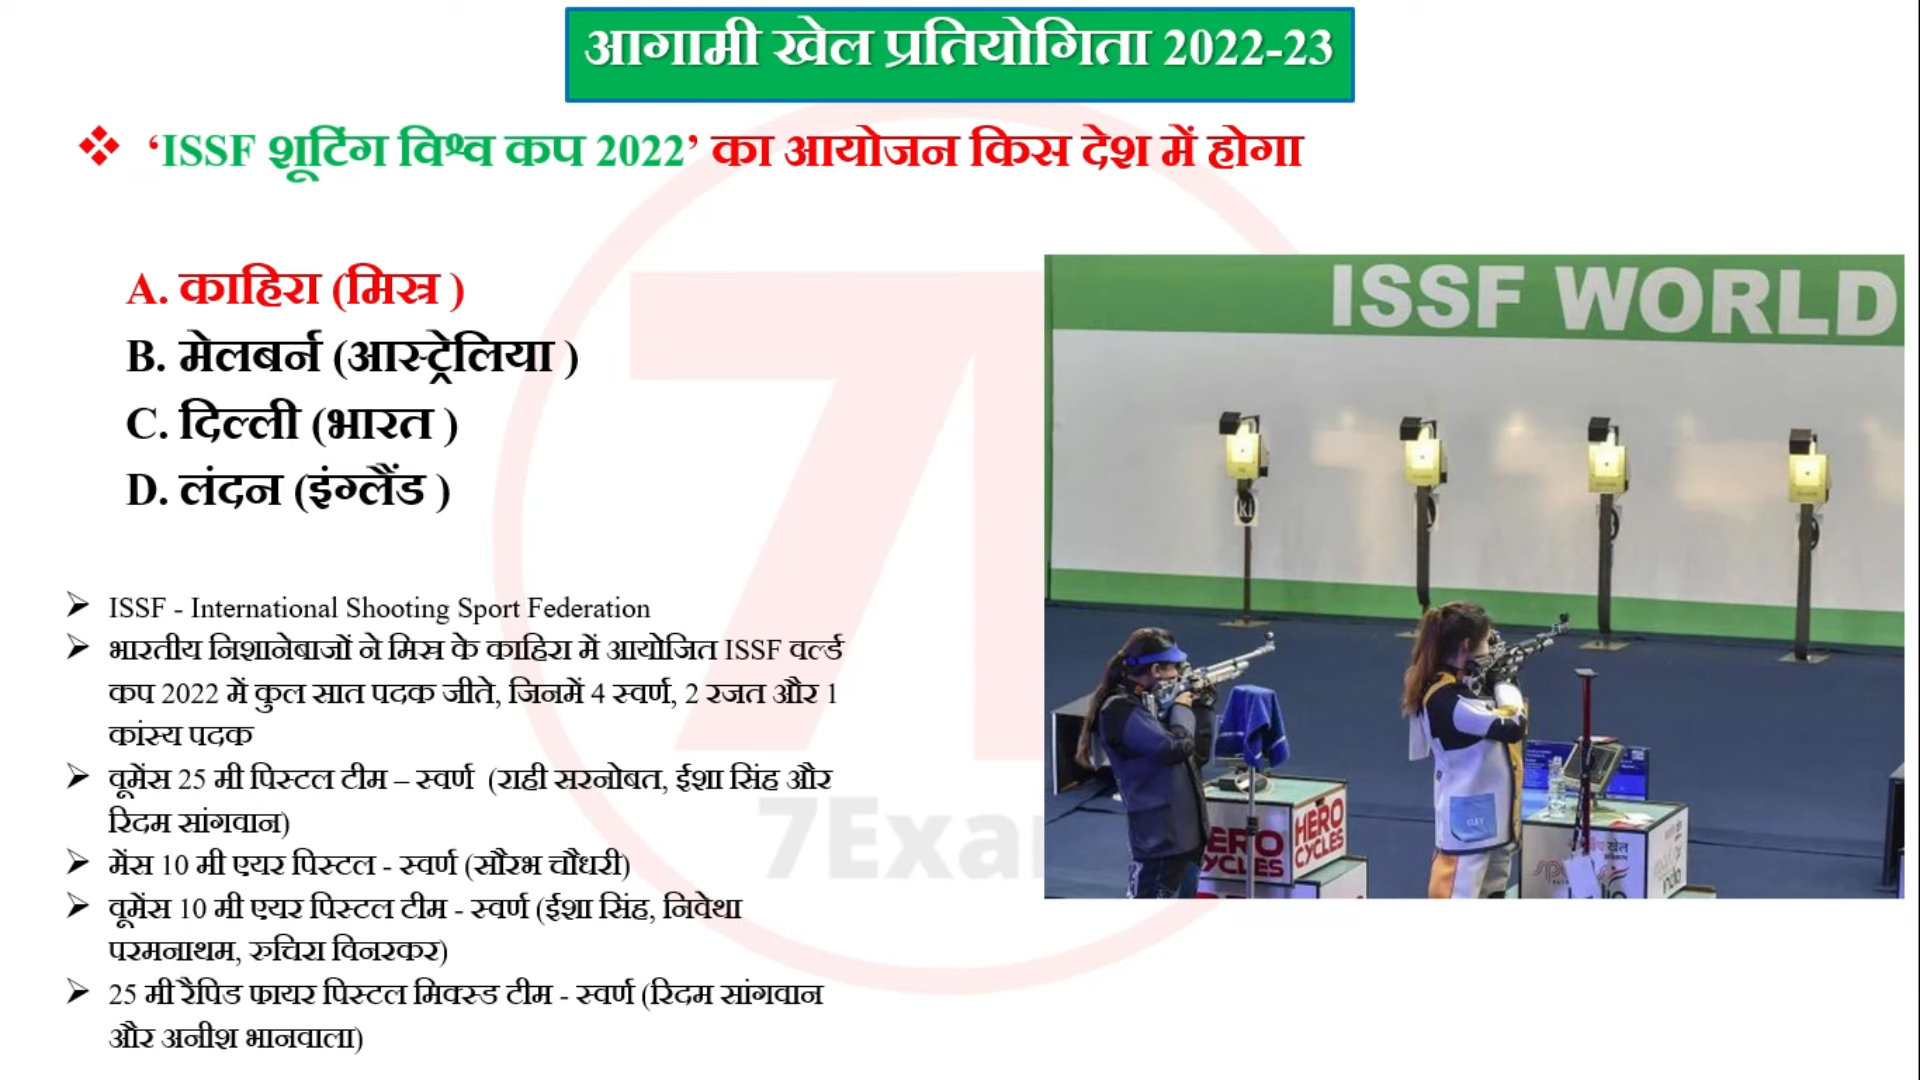 आगामी खेल प्रतियोगिता 2022-23
❖ ‘ISSF शूटिंग विश्व कप 2022’ का आयोजन किस देश में होगा
A. काहिरा (मिस्र )
B. मेलबर्न (आस्ट्रेलिया )
C. दिल्ली (भारत )
D. लंदन (इंग्लैंड )
ISSF WORLD
➢ ISSF - International Shooting Sport Federation
➢ भारतीय निशानेबाजों ने मिस्र के काहिरा में आयोजित ISSF वर्ल्ड
कप 2022 में कुल सात पदक जीते, जिनमें 4 स्वर्ण, 2 रजत और 1
कांस्य पदक
➢ वूमेंस 25 मी पिस्टल टीम – स्वर्ण (राही सरनोबत, ईशा सिंह और
रिदम सांगवान)
➢ मेंस 10 मी एयर पिस्टल - स्वर्ण (सौरभ चौधरी)
➢ वूमेंस 10 मी एयर पिस्टल टीम - स्वर्ण (ईशा सिंह, निवेथा
परमनाथम, रुचिरा विनरकर)
➢ 25 मी रैपिड फायर पिस्टल मिक्स्ड टीम - स्वर्ण (रिदम सांगवान
और अनीश भानवाला)
7Exa
HERO
CYCLES
ERO
YCLES
खेल